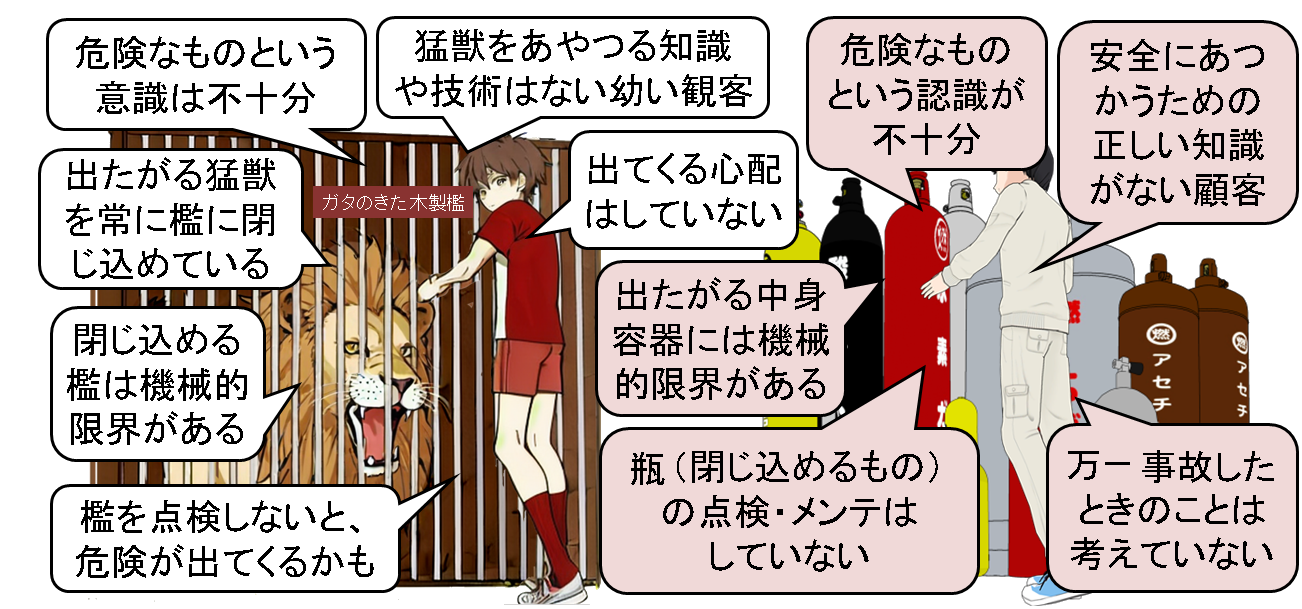 危険なものという
意識は不十分
猛獣をあやつる知識
や技術はない幼い観客
出たがる猛獣
を常に檻に閉
じ込めている
ガタのきた木製檻
出てくる心配
はしていない
閉じ込める
檻は機械的
限界がある
檻を点検しないと、
危険が出てくるかも
危険なもの
という認識が
不十分
安全にあつ
かうための
正しい知識
がない顧客
出たがる中身
容器には機械
的限界がある
瓶（閉じ込めるもの）
の点検・メンテは
していない
万一 事故した
ときのことは
考えていない
燃
素
ガ
燃
アセチ
燃
アセチ